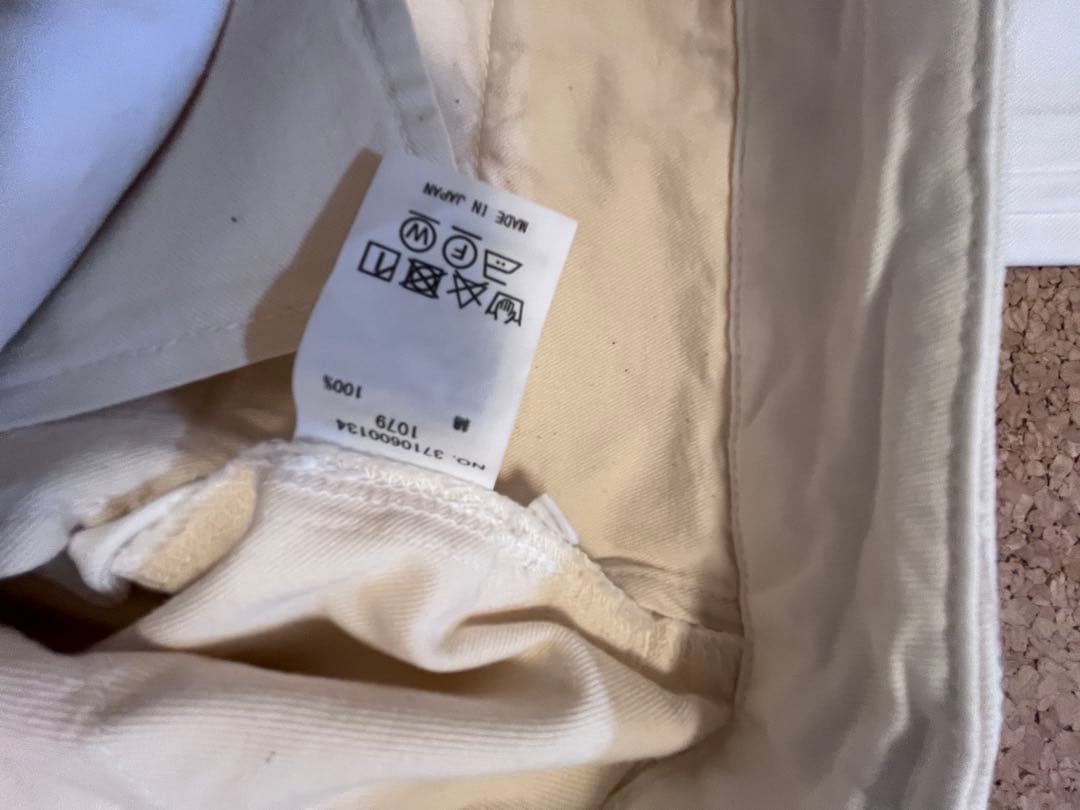 NO. 3710600134
1079
綿 100%
F
W
MADE IN JAPAN